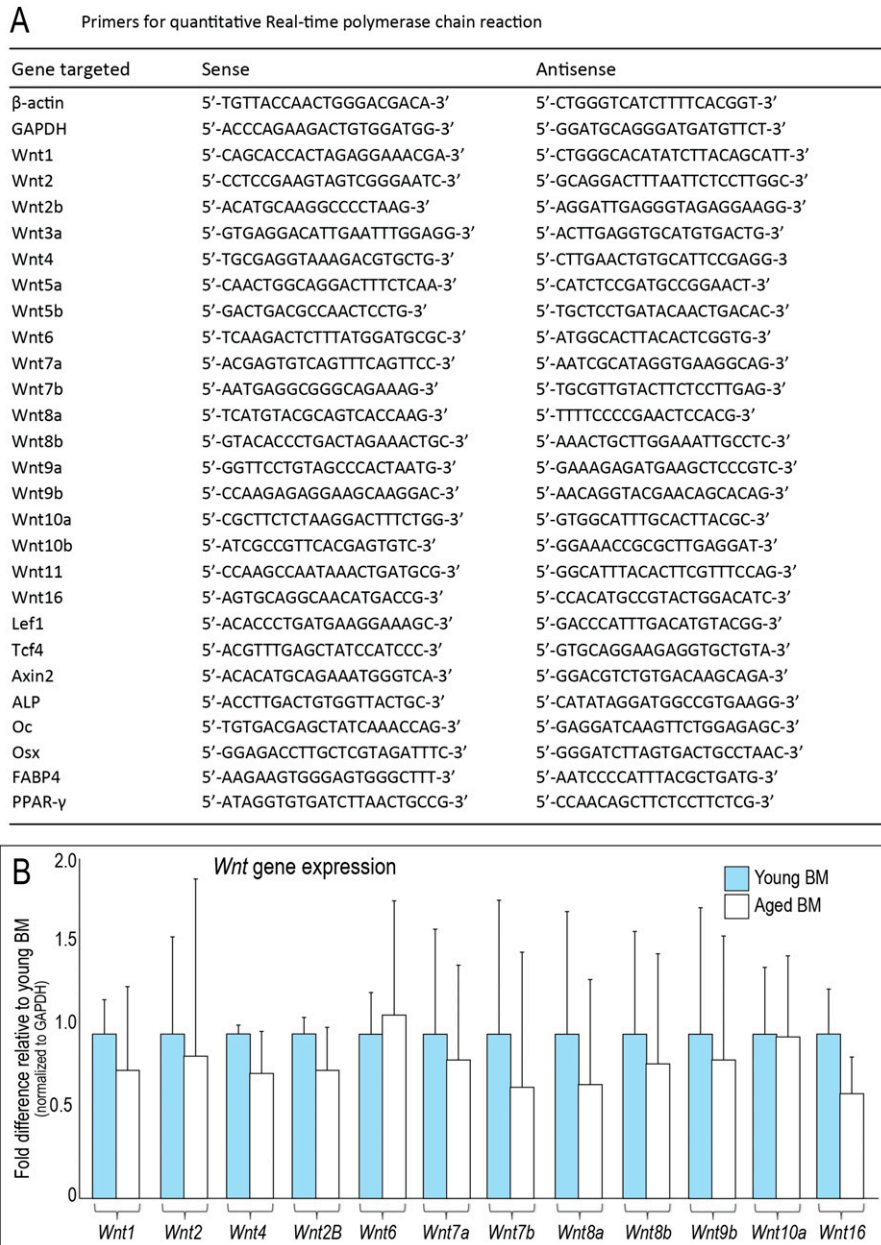 A Primers for quantitative Real-time polymerase chain reaction
Gene targeted Sense Antisense
β-actin 5’-TGTTACCAACTGGGACGACA-3’ 5’-CTGGGTCATCTTTTCACGGT-3’
GAPDH 5’-ACCCAGAAGACTGTGGATGG-3’ 5’-GGATGCAGGGATGATGTTCT-3’
Wnt1 5’-CAGCACCACTAGAGGAAACGA-3’ 5’-CTGGGCACATATCTTACAGCATT-3’
Wnt2 5’-CCTCCGAAGTAGTCGGGAATC-3’ 5’-GCAGGACTTTAATTCTCCTTGGC-3’
Wnt2b 5’-ACATGCAAGGCCCCTAAG-3’ 5’-AGGATTGAGGGTAGAGGAAGG-3’
Wnt3a 5’-GTGAGGACATTGAATTTGGAGG-3’ 5’-ACTTGAGGTGCATGTGACTG-3’
Wnt4 5’-TGCGAGGTAAAGACGTGCTG-3’ 5’-CTTGAACTGTGCATTCCGAGG-3
Wnt5a 5’-CAACTGGCAGGACTTTCTCAA-3’ 5’-CATCTCCGATGCCGGAACT-3’
Wnt5b 5’-GACTGACGCCAACTCCTG-3’ 5’-TGCTCCTGATACAACTGACAC-3’
Wnt6 5’-TCAAGACTCTTTATGGATGCGC-3’ 5’-ATGGCACTTACACTCGGTG-3’
Wnt7a 5’-ACGAGTGTCAGTTTCAGTTCC-3’ 5’-AATCGCATAGGTGAAGGCAG-3’
Wnt7b 5’-AATGAGGCGGGCAGAAAG-3’ 5’-TGCGTTGTACTTCTCCTTGAG-3’
Wnt8a 5’-TCATGTACGCAGTCACCAAG-3’ 5’-TTTTCCCCGAACTCCACG-3’
Wnt8b 5’-GTACACCCTGACTAGAAACTGC-3’ 5’-AAACTGCTTGGAAATTGCCTC-3’
Wnt9a 5’-GGTTCCTGTAGCCCACTAATG-3’ 5’-GAAAGAGATGAAGCTCCCGTC-3’
Wnt9b 5’-CCAAGAGAGGAAGCAAGGAC-3’ 5’-AACAGGTACGAACAGCACAG-3’
Wnt10a 5’-CGCTTCTCTAAGGACTTTCTGG-3’ 5’-GTGGCATTTGCACTTACGC-3’
Wnt10b 5’-ATCGCCGTTCACGAGTGTC-3’ 5’-GGAAACCGCGCTTGAGGAT-3’
Wnt11 5’-CCAAGCCAATAAACTGATGCG-3’ 5’-GGCATTTACACTTCGTTTCCAG-3’
Wnt16 5’-AGTGCAGGCAACATGACCG-3’ 5’-CCACATGCCGTACTGGACATC-3’
Lef1 5’-ACACCCTGATGAAGGAAAGC-3’ 5’-GACCCATTTGACATGTACGG-3’
Tcf4 5’-ACGTTTGAGCTATCCATCCC-3’ 5’-GTGCAGGAAGAGGTGCTGTA-3’
Axin2 5’-ACACATGCAGAAATGGGTCA-3’ 5’-GGACGTCTGTGACAAGCAGA-3’
ALP 5’-ACCTTGACTGTGGTTACTGC-3’ 5’-CATATAGGATGGCCGTGAAGG-3’
Oc 5’-TGTGACGAGCTATCAAACCAG-3’ 5’-GAGGATCAAGTTCTGGAGAGC-3’
Osx 5’-GGAGACCTTGCTCGTAGATTTC-3’ 5’-GGGATCTTAGTGACTGCCTAAC-3’
FABP4 5’-AAGAAGTGGGAGTGGGCTTT-3’ 5’-AATCCCCATTTACGCTGATG-3’
PPAR-γ 5’-ATAGGTGTGATCTTAACTGCCG-3’ 5’-CCAACAGCTTCTCCTTCTCG-3’
B Wnt gene expression
Young BM
Aged BM
Fold difference relative to young BM
(normalized to GAPDH)
2.0
1.5
1.0
0.5
0
Wnt1 Wnt2 Wnt4 Wnt2B Wnt6 Wnt7a Wnt7b Wnt8a Wnt8b Wnt9b Wnt10a Wnt16